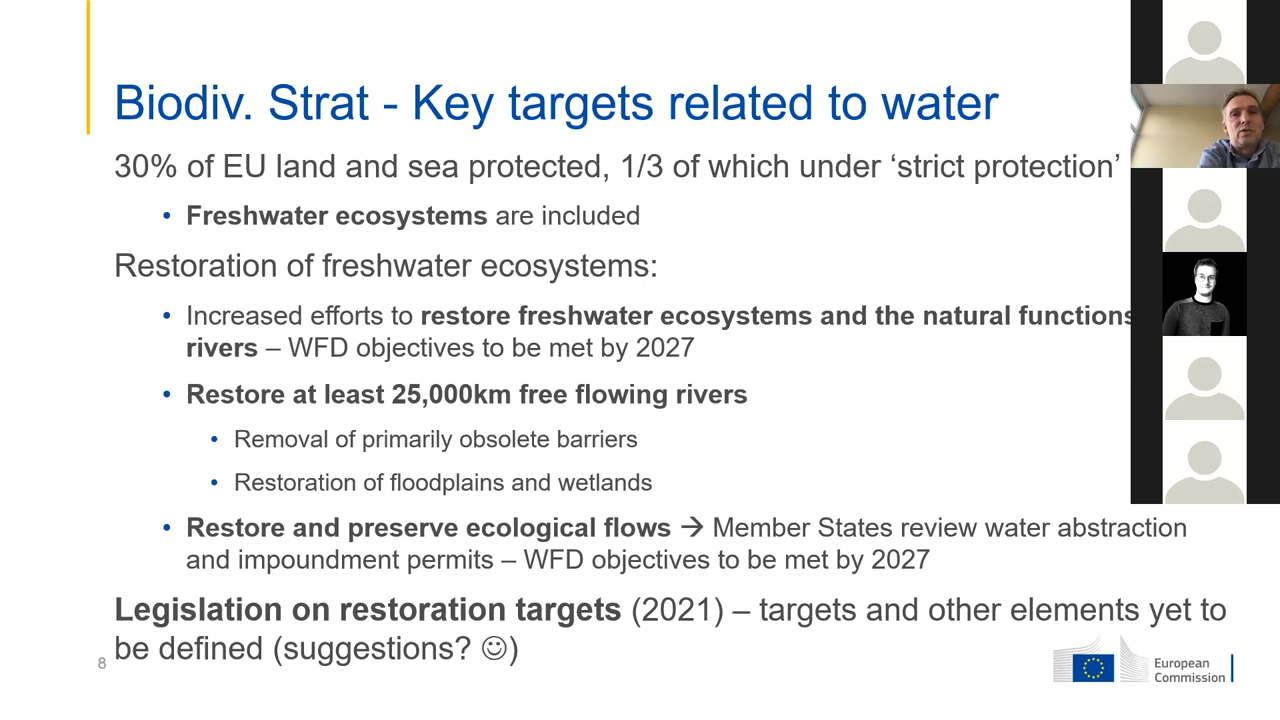 Biodiv. Strat - Key targets related to water
30% of EU land and sea protected, 1/3 of which under ‘strict protection’
• Freshwater ecosystems are included
Restoration of freshwater ecosystems:
• Increased efforts to restore freshwater ecosystems and the natural functions
rivers – WFD objectives to be met by 2027
• Restore at least 25,000km free flowing rivers
• Removal of primarily obsolete barriers
• Restoration of floodplains and wetlands
• Restore and preserve ecological flows → Member States review water abstraction
and impoundment permits – WFD objectives to be met by 2027
Legislation on restoration targets (2021) – targets and other elements yet to
be defined (suggestions? ☺)
8
European
Commission